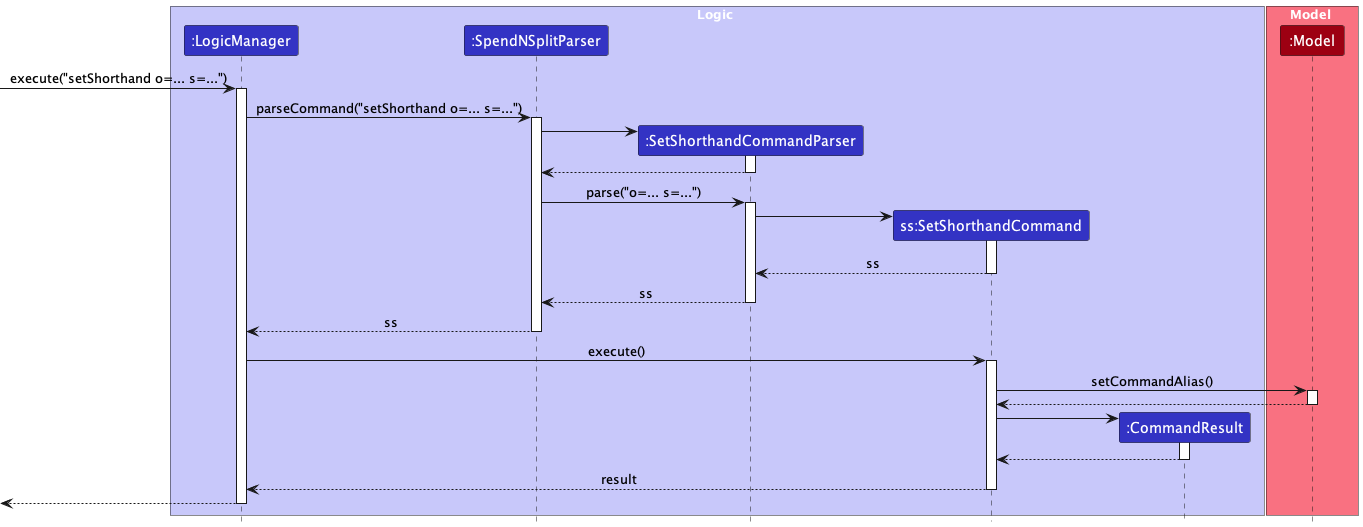 Logic
Model
:LogicManager
:SpendNSplitParser
:Model
execute("setShorthand o=... s=...")
parseCommand("setShorthand o=... s=...")
:SetShorthandCommandParser
parse("o=... s=...")
ss:SetShorthandCommand
ss
ss
ss
execute()
setCommandAlias()
:CommandResult
result